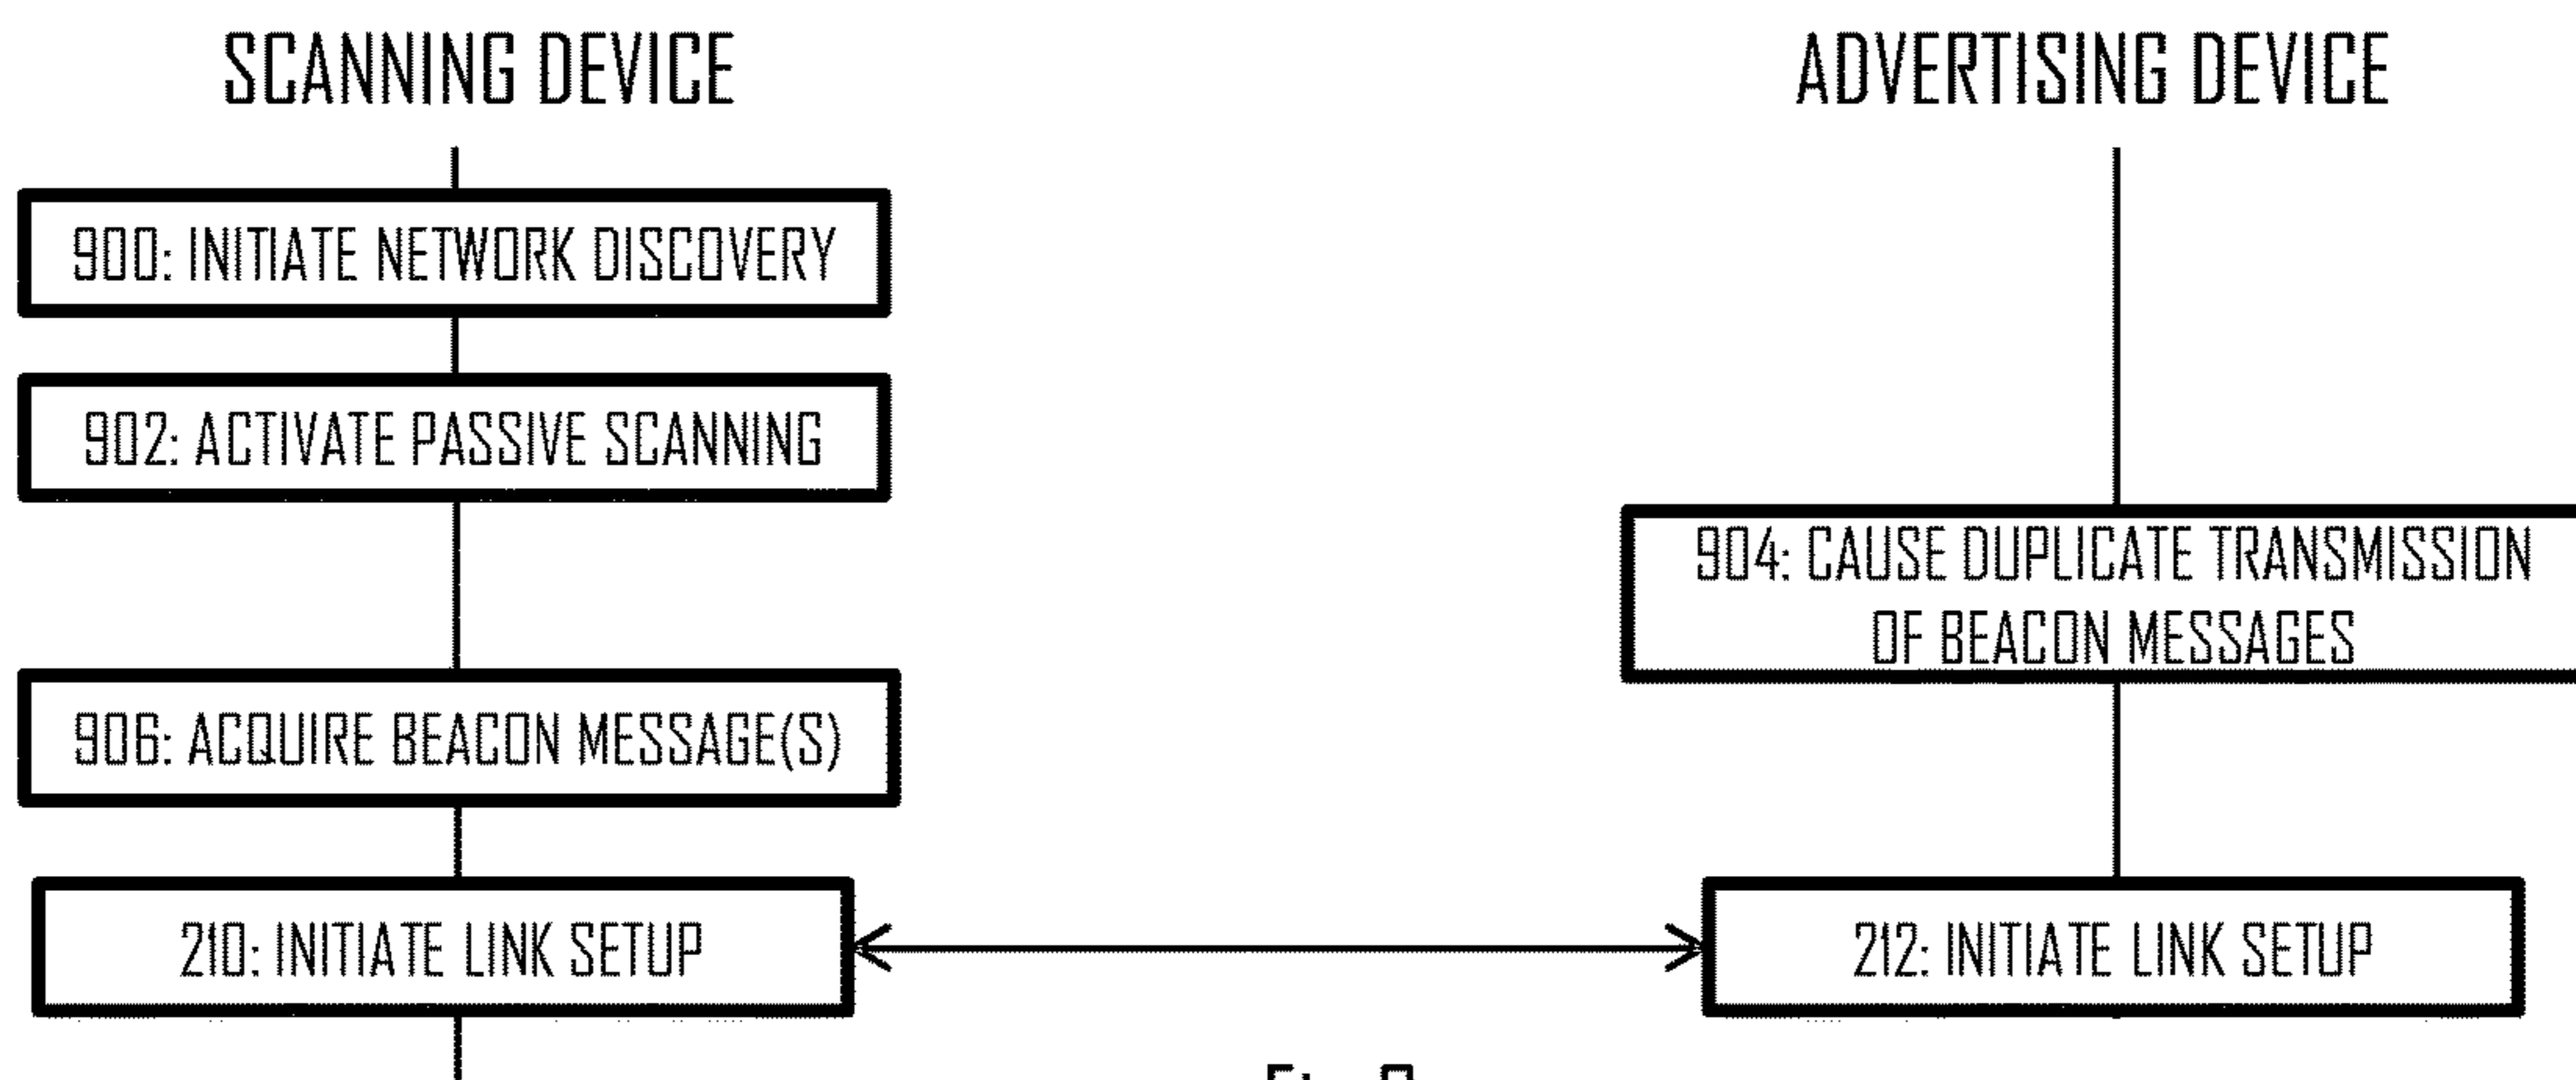 SCANNING DEVICE
ADVERTISING DEVICE
900: INITIATE NETWORK DISCOVERY
902: ACTIVATE PASSIVE SCANNING
904: CAUSE DUPLICATE TRANSMISSION
OF BEACON MESSAGES
906: ACQUIRE BEACON MESSAGE(S)
210: INITIATE LINK SETUP
212: INITIATE LINK SETUP